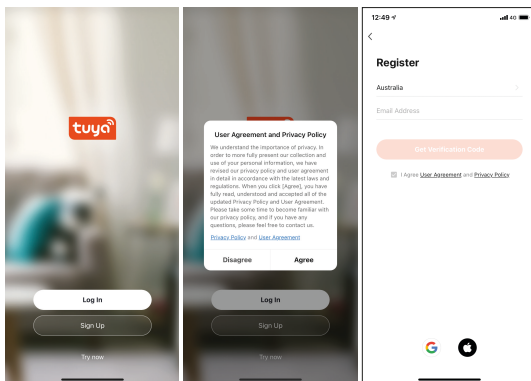 tuya
Log In
Sign Up
Try now
User Agreement and Privacy Policy
We understand the importance of privacy. In
order to more fully present our collection and
use of your personal information, we have
revised our privacy policy and user agreement
in detail in accordance with the latest laws and
regulations. When you click [Agree], you have
fully read, understood and accepted all of the
updated Privacy Policy and User Agreement.
Please take some time to become familiar with
our privacy policy, and if you have any
questions, please feel free to contact us.
Privacy Policy and User Agreement
Disagree Agree
Log In
Sign Up
Try now
12:49 4G
Register
Australia
Email Address
Get Verification Code
I Agree User Agreement and Privacy Policy
G